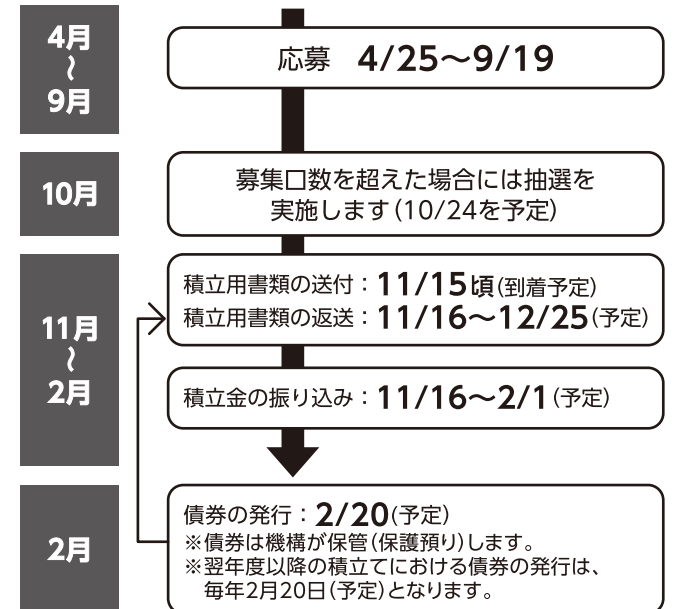 4月
〜
9月
応募 4/25〜9/19
10月
募集口数を超えた場合には抽選を
実施します(10/24を予定)
11月
〜
2月
積立用書類の送付：11/15頃(到着予定)
積立用書類の返送：11/16〜12/25(予定)
積立金の振り込み：11/16〜2/1(予定)
2月
債券の発行：2/20(予定)
※債券は機構が保管(保護預り)します。
※翌年度以降の積立てにおける債券の発行は、
毎年2月20日(予定)となります。